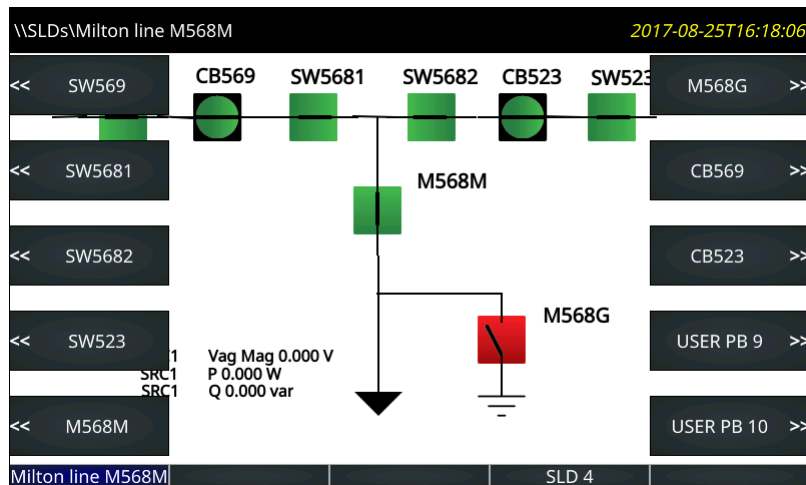 \\SLDs\Milton line M568M
2017-08-25T16:18:06
<< SW569
CB569
SW5681
SW5682
CB523
SW523
M568G >>
<< SW5681
M568M
CB569 >>
<< SW5682
CB523 >>
M568G
<< SW523
USER PB 9 >>
1 Vag Mag 0.000 V
SRC1 P 0.000 W
SRC1 Q 0.000 var
<< M568M
USER PB 10 >>
Milton line M568M
SLD 4